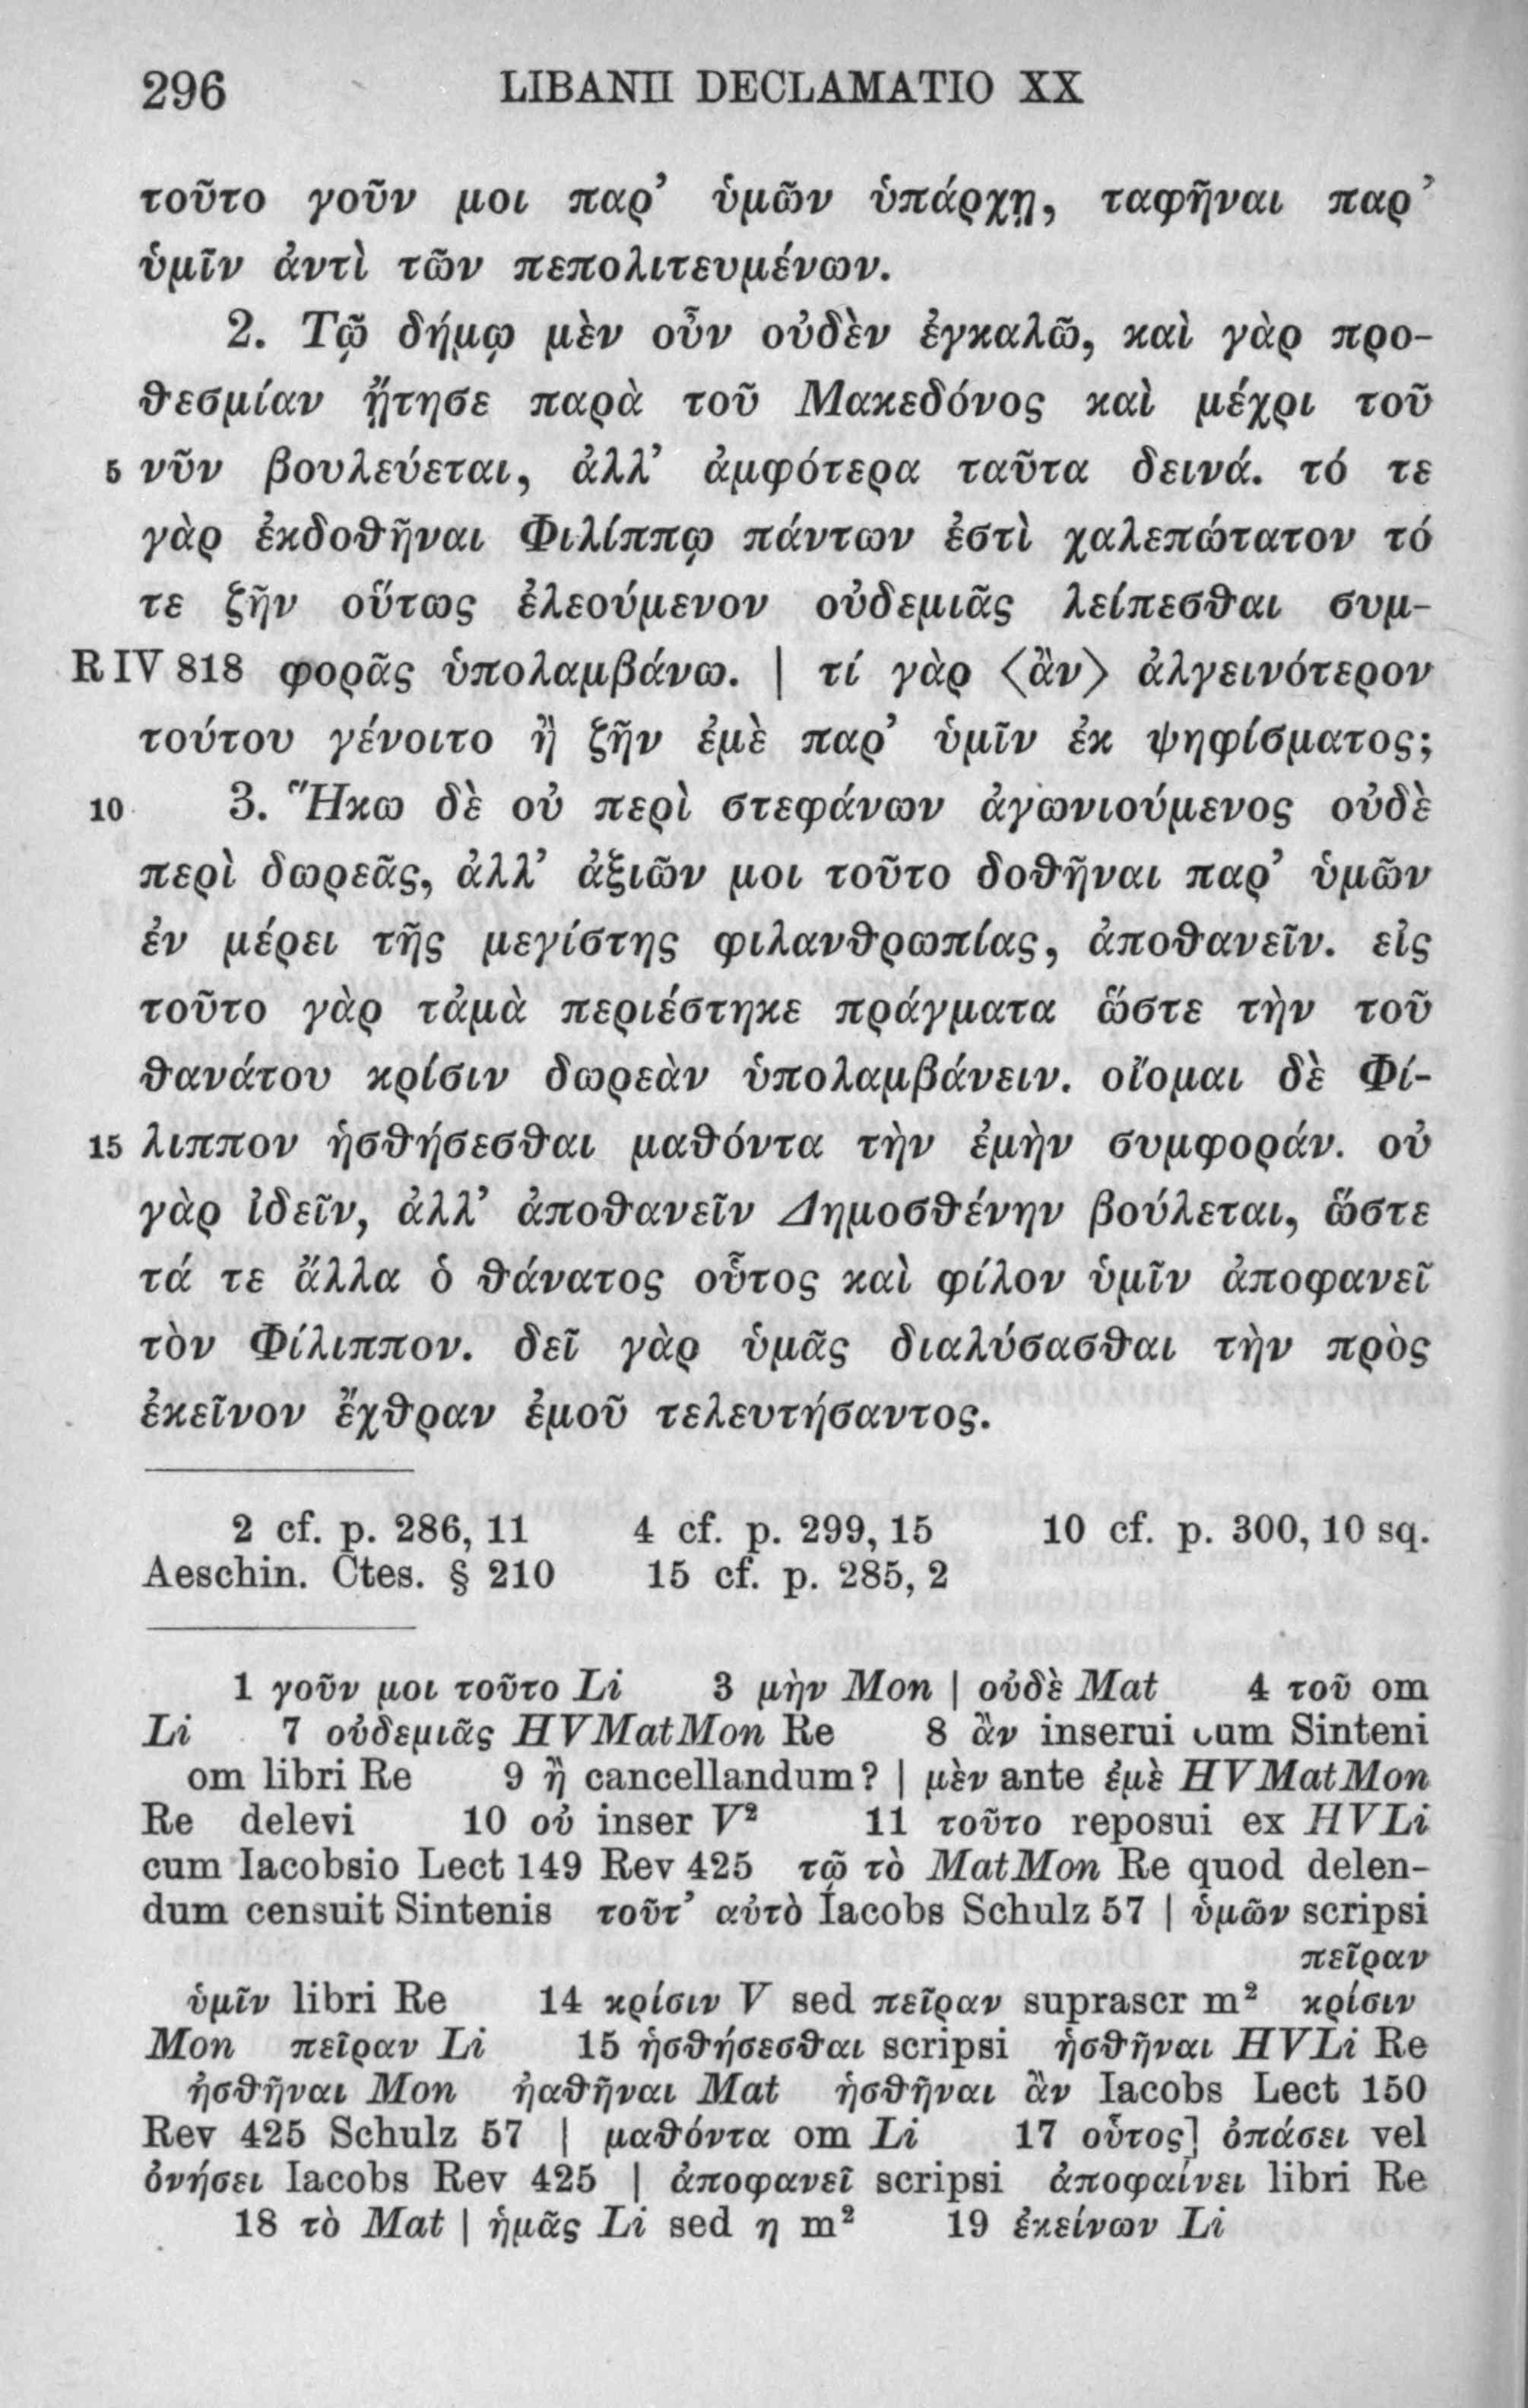 296 LIBANII DECLAMATIO XX
τοῦτο γοῦν μοι παρ’ ὑμῶν ὑπάρχῃ, ταφῆναι παρ’
ὑμῖν ἀντὶ τῶν πεπολιτευμένων.
2. Τῷ δήμῳ μὲν οὖν οὐδὲν ἐγκαλῶ, καὶ γὰρ προ-
θεσμίαν ᾔτησε παρὰ τοῦ Μακεδόνος καὶ μέχρι τοῦ
5 νῦν βουλεύεται, ἀλλ’ ἀμφότερα ταῦτα δεινά. τό τε
γὰρ ἐκδοθῆναι Φιλίππῳ πάντων ἐστὶ χαλεπώτατον τό
τε ζῆν οὕτως ἐλεούμενον οὐδεμιᾶς λείπεσθαι συμ-
R IV 818 φορᾶς ὑπολαμβάνω. | τί γὰρ ⟨ἂν⟩ ἀλγεινότερον
τούτου γένοιτο ἢ ζῆν ἐμὲ παρ’ ὑμῖν ἐκ ψηφίσματος;
10 3. Ἥκω δὲ οὐ περὶ στεφάνων ἀγωνιούμενος οὐδὲ
περὶ δωρεᾶς, ἀλλ’ ἀξιῶν μοι τοῦτο δοθῆναι παρ’ ὑμῶν
ἐν μέρει τῆς μεγίστης φιλανθρωπίας, ἀποθανεῖν. εἰς
τοῦτο γὰρ τἀμὰ περιέστηκε πράγματα ὥστε τὴν τοῦ
θανάτου κρίσιν δωρεὰν ὑπολαμβάνειν. οἴομαι δὲ Φί-
15 λιππον ἡσθήσεσθαι μαθόντα τὴν ἐμὴν συμφοράν. οὐ
γὰρ ἰδεῖν, ἀλλ’ ἀποθανεῖν Δημοσθένην βούλεται, ὥστε
τά τε ἄλλα ὁ θάνατος οὗτος καὶ φίλον ὑμῖν ἀποφανεῖ
τὸν Φίλιππον. δεῖ γὰρ ὑμᾶς διαλύσασθαι τὴν πρὸς
ἐκεῖνον ἔχθραν ἐμοῦ τελευτήσαντος.
2 cf. p. 286, 11 4 cf. p. 299, 15 10 cf. p. 300, 10 sq.
Aeschin. Ctes. § 210 15 cf. p. 285, 2
1 γοῦν μοι τοῦτο Li 3 μὴν Mon | οὐδὲ Mat 4 τοῦ om
Li 7 οὐδεμιᾶς HVMatMon Re 8 ἂν inserui cum Sinteni
om libri Re 9 ἢ cancellandum? | μὲν ante ἐμὲ HVMatMon
Re delevi 10 οὐ inser V² 11 τοῦτο reposui ex HVLi
cum Iacobsio Lect 149 Rev 425 τῷ τὸ MatMon Re quod delen-
dum censuit Sintenis τοῦτ’ αὐτὸ Iacobs Schulz 57 | ὑμῶν scripsi
πεῖραν
ὑμῖν libri Re 14 κρίσιν V sed πεῖραν suprascr m² κρίσιν
Mon πεῖραν Li 15 ἡσθήσεσθαι scripsi ἡσθῆναι HVLi Re
ἠσθῆναι Mon ἠαθῆναι Mat ἡσθῆναι ἂν Iacobs Lect 150
Rev 425 Schulz 57 | μαθόντα om Li 17 οὗτος] ὀπάσει vel
ὀνήσει Iacobs Rev 425 | ἀποφανεῖ scripsi ἀποφαίνει libri Re
18 τὸ Mat | ἡμᾶς Li sed η m² 19 ἐκείνων Li